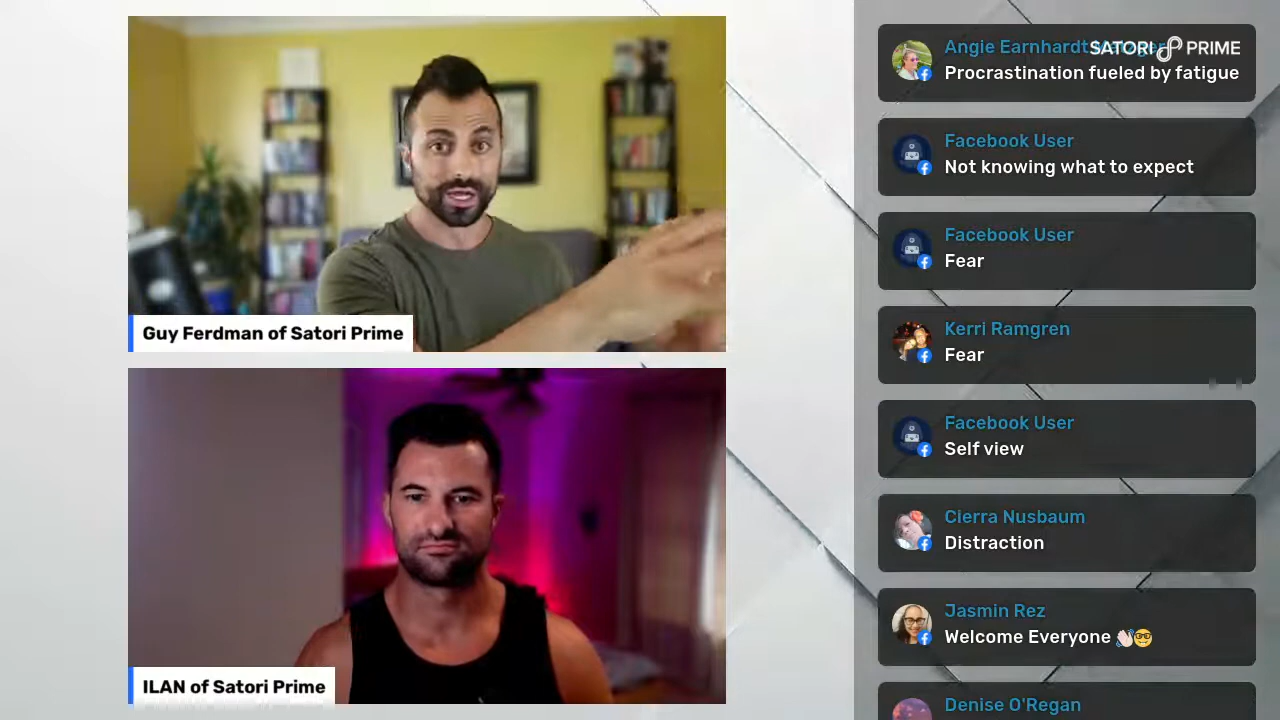 Guy Ferdman of Satori Prime
ILAN of Satori Prime
SATORI PRIME
Angie Earnhardt
Procrastination fueled by fatigue
Facebook User
Not knowing what to expect
Facebook User
Fear
Kerri Ramgren
Fear
Facebook User
Self view
Cierra Nusbaum
Distraction
Jasmin Rez
Welcome Everyone 👋🏻🤓
Denise O'Regan